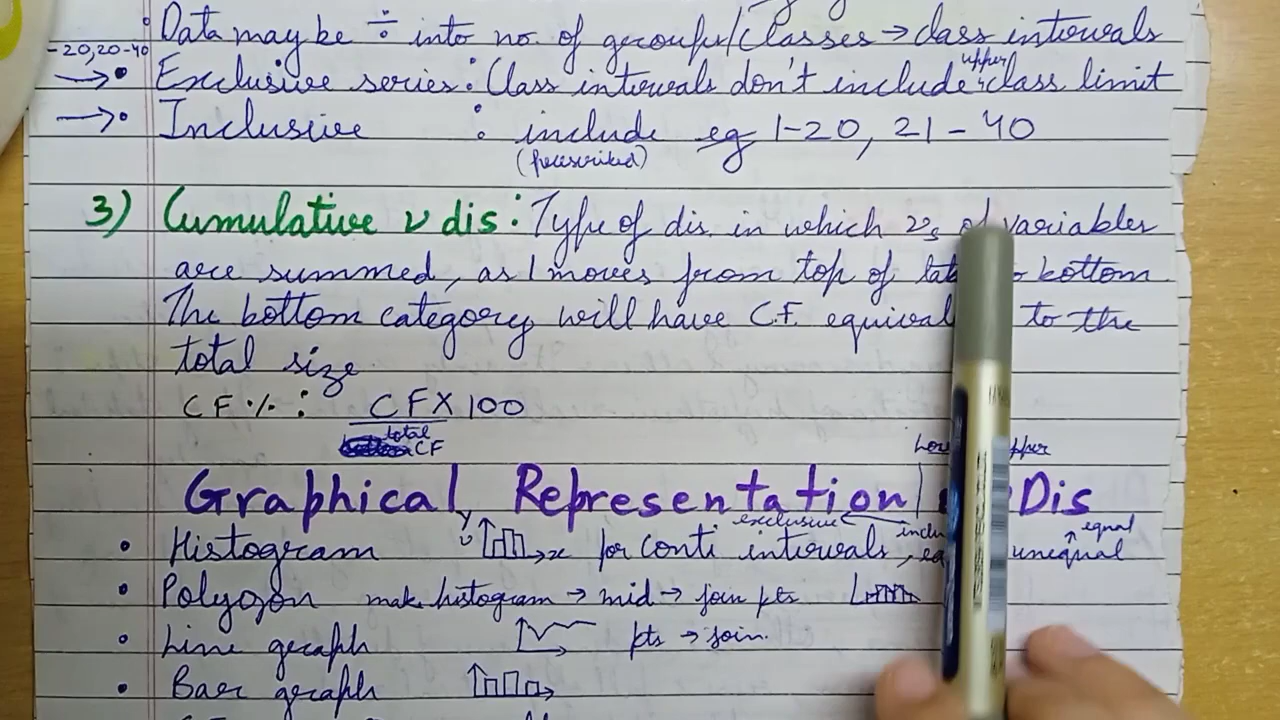 Data may be ÷ into no. of groups/classes → class intervals
-20,20-40
→ • Exclusive series : Class intervals don't include upper class limit
→ • Inclusive : include eg 1-20, 21-40
(prescribed)
3) Cumulative ν dis : Type of dis. in which νs of variables
are summed, as 1 moves from top of to bottom
The bottom category will have C.F. equival to the
total size
CF % : CF X 100
total CF
Graphical Representation Dis
exclusive equal
• Histogram y x for conti intervals, unequal
• Polygon make histogram → mid → join pts
• Line graph pts → join.
• Bar graph